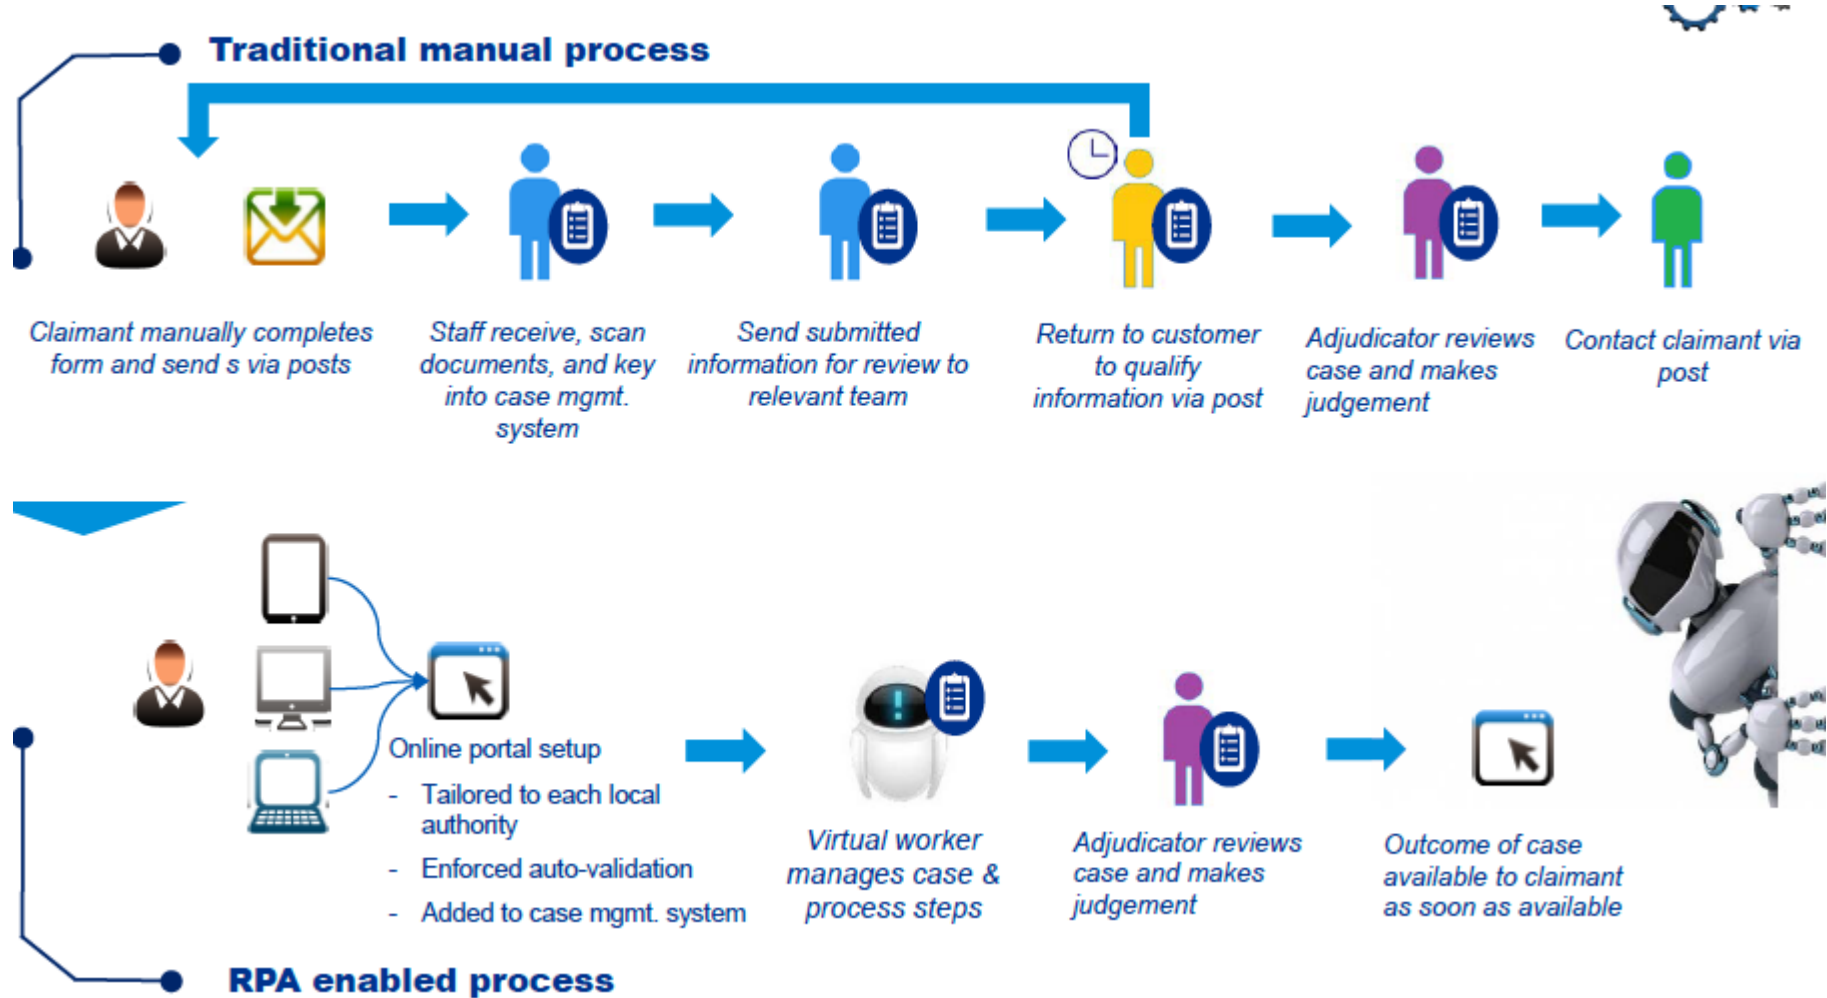 Traditional manual process
Claimant manually completes
form and send s via posts
Staff receive, scan
documents, and key
into case mgmt.
system
Send submitted
information for review to
relevant team
Return to customer
to qualify
information via post
Adjudicator reviews
case and makes
judgement
Contact claimant via
post
Online portal setup
- Tailored to each local
authority
- Enforced auto-validation
- Added to case mgmt. system
Virtual worker
manages case &
process steps
Adjudicator reviews
case and makes
judgement
Outcome of case
available to claimant
as soon as available
RPA enabled process